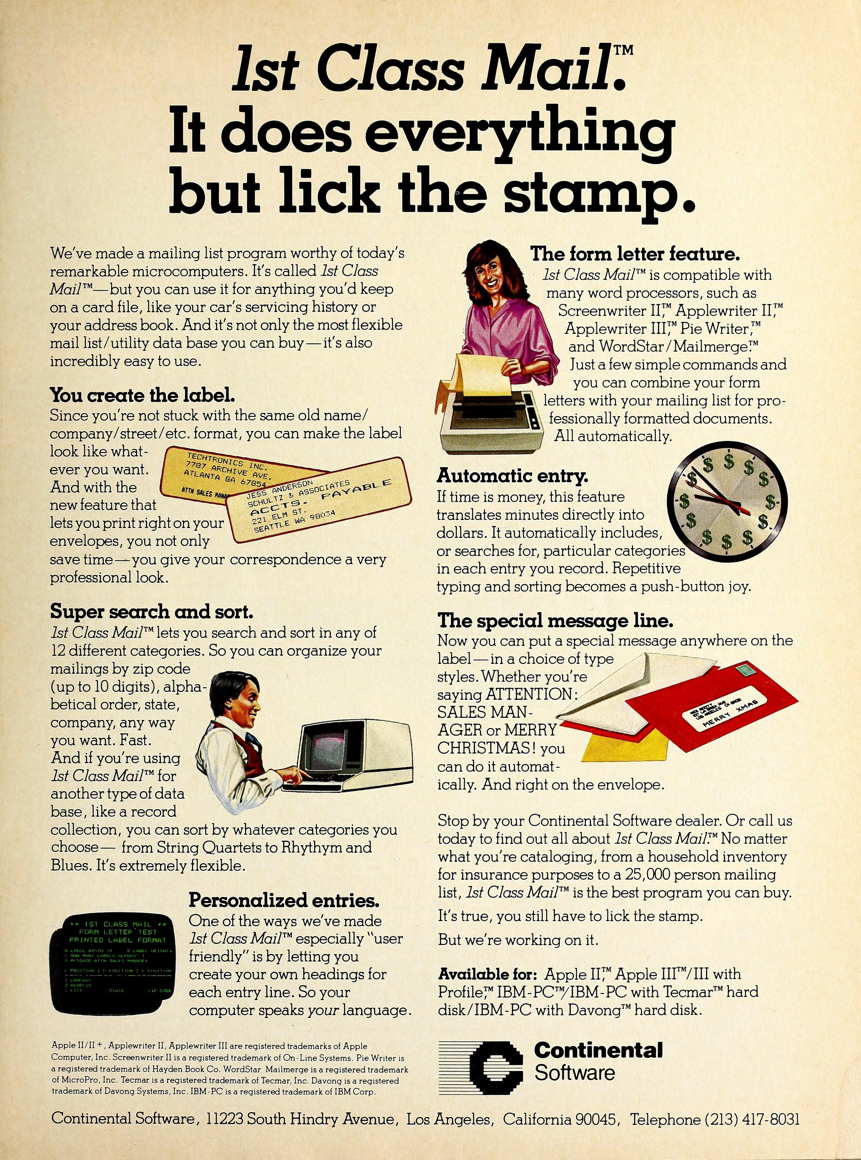 1st Class Mail.™
It does everything
but lick the stamp.
We've made a mailing list program worthy of today's
remarkable microcomputers. It's called 1st Class
Mail™—but you can use it for anything you'd keep
on a card file, like your car's servicing history or
your address book. And it's not only the most flexible
mail list/utility data base you can buy—it's also
incredibly easy to use.
You create the label.
Since you're not stuck with the same old name/
company/street/etc. format, you can make the label
look like what-
ever you want.
And with the
new feature that
lets you print right on your
envelopes, you not only
save time—you give your correspondence a very
professional look.
TECHTRONICS INC.
7787 ARCHIVE AVE.
ATLANTA GA 67854
ATTN SALES MANAG
JESS ANDERSON
SCHULTZ & ASSOCIATES
ACCTS. PAYABLE
221 ELM ST.
SEATTLE WA 98034
Super search and sort.
1st Class Mail™ lets you search and sort in any of
12 different categories. So you can organize your
mailings by zip code
(up to 10 digits), alpha-
betical order, state,
company, any way
you want. Fast.
And if you're using
1st Class Mail™ for
another type of data
base, like a record
collection, you can sort by whatever categories you
choose— from String Quartets to Rhythym and
Blues. It's extremely flexible.
Personalized entries.
One of the ways we've made
1st Class Mail™ especially "user
friendly" is by letting you
create your own headings for
each entry line. So your
computer speaks your language.
** 1ST CLASS MAIL **
FORM LETTER TEST
PRINTED LABEL FORMAT
The form letter feature.
1st Class Mail™ is compatible with
many word processors, such as
Screenwriter II,™ Applewriter II,™
Applewriter III,™ Pie Writer,™
and WordStar/Mailmerge.™
Just a few simple commands and
you can combine your form
letters with your mailing list for pro-
fessionally formatted documents.
All automatically.
Automatic entry.
If time is money, this feature
translates minutes directly into
dollars. It automatically includes,
or searches for, particular categories
in each entry you record. Repetitive
typing and sorting becomes a push-button joy.
$ $ $ $ $ $ $ $ $ $ $ $
The special message line.
Now you can put a special message anywhere on the
label—in a choice of type
styles. Whether you're
saying ATTENTION:
SALES MAN-
AGER or MERRY
CHRISTMAS! you
can do it automat-
ically. And right on the envelope.
MERRY XMAS
Stop by your Continental Software dealer. Or call us
today to find out all about 1st Class Mail.™ No matter
what you're cataloging, from a household inventory
for insurance purposes to a 25,000 person mailing
list, 1st Class Mail™ is the best program you can buy.
It's true, you still have to lick the stamp.
But we're working on it.
Available for: Apple II,™ Apple III™/III with
Profile,™ IBM-PC™/IBM-PC with Tecmar™ hard
disk/IBM-PC with Davong™ hard disk.
Apple II/II+, Applewriter II, Applewriter III are registered trademarks of Apple
Computer, Inc. Screenwriter II is a registered trademark of On-Line Systems. Pie Writer is
a registered trademark of Hayden Book Co. WordStar Mailmerge is a registered trademark
of MicroPro, Inc. Tecmar is a registered trademark of Tecmar, Inc. Davong is a registered
trademark of Davong Systems, Inc. IBM-PC is a registered trademark of IBM Corp.
Continental
Software
Continental Software, 11223 South Hindry Avenue, Los Angeles, California 90045, Telephone (213) 417-8031